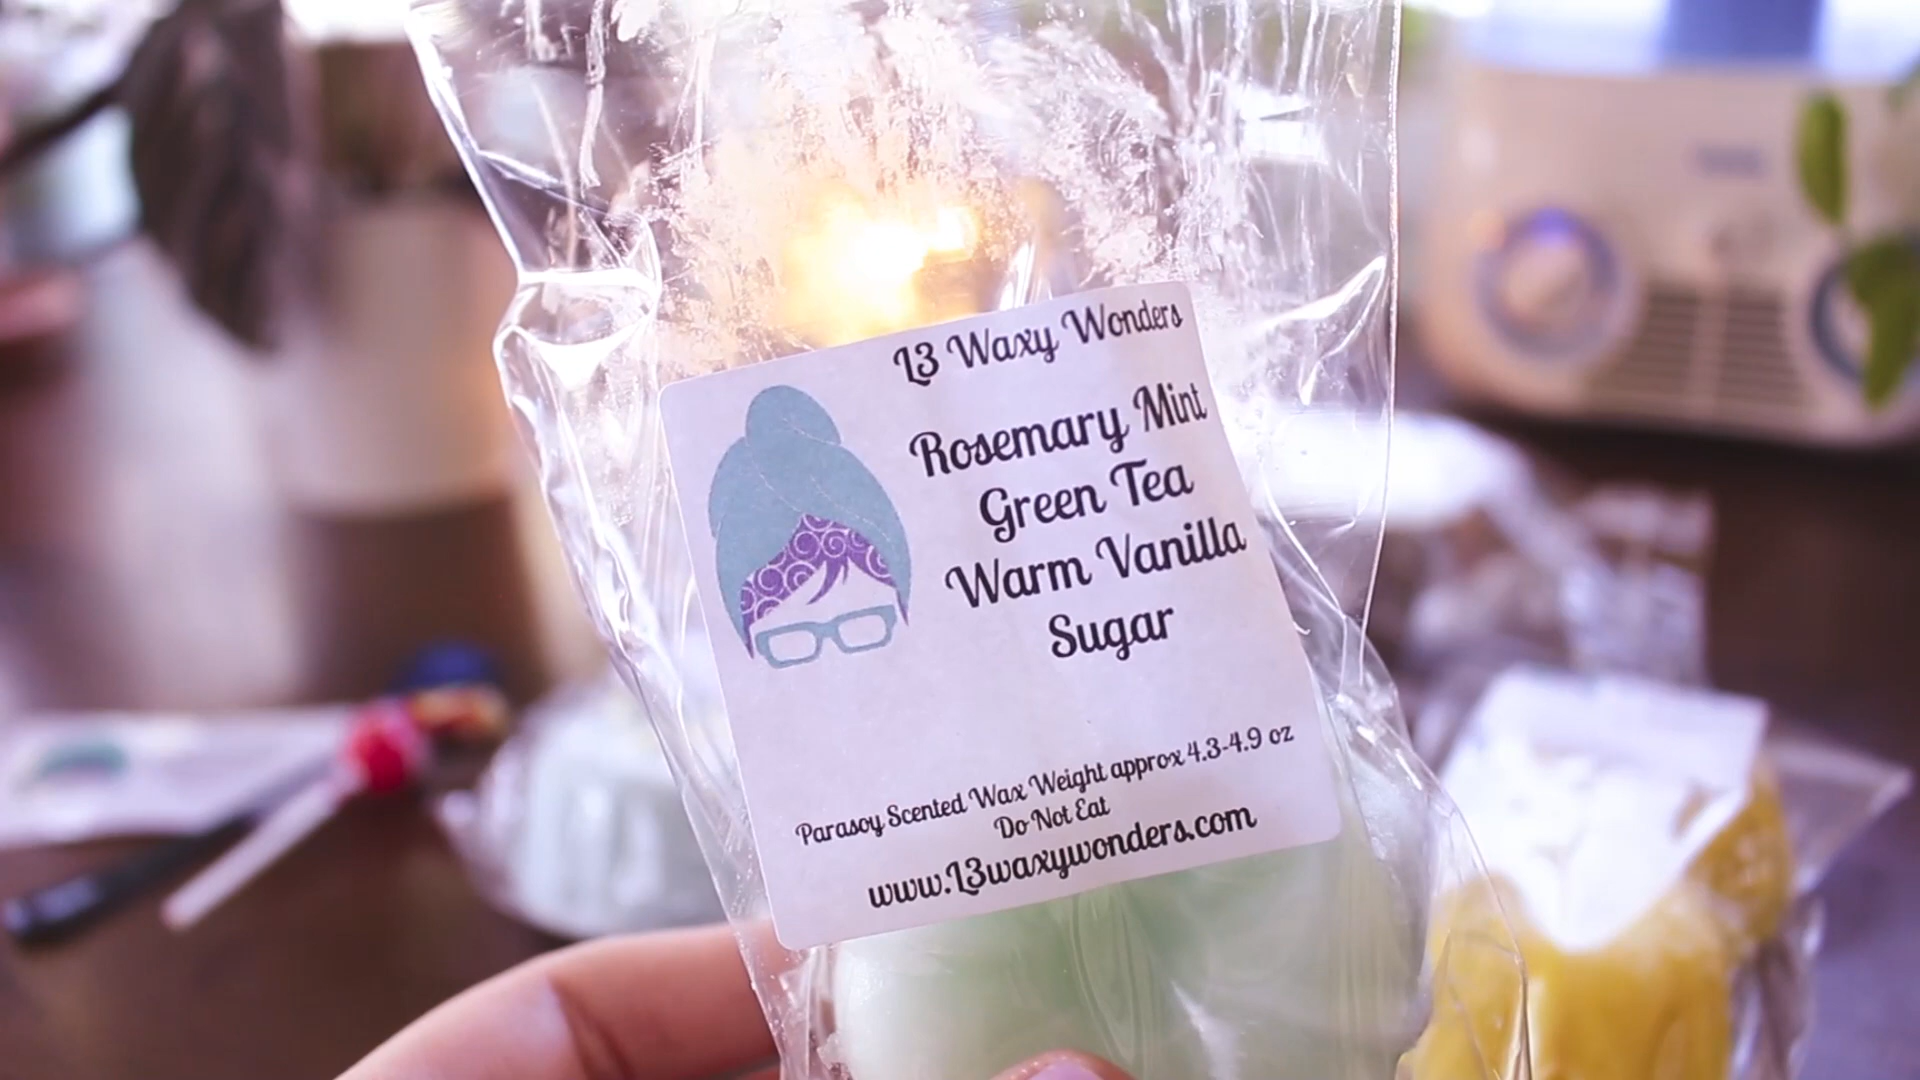 L3 Waxy Wonders
Rosemary Mint
Green Tea
Warm Vanilla
Sugar
Parasoy Scented Wax Weight approx 4.3-4.9 oz
Do Not Eat
www.L3waxywonders.com